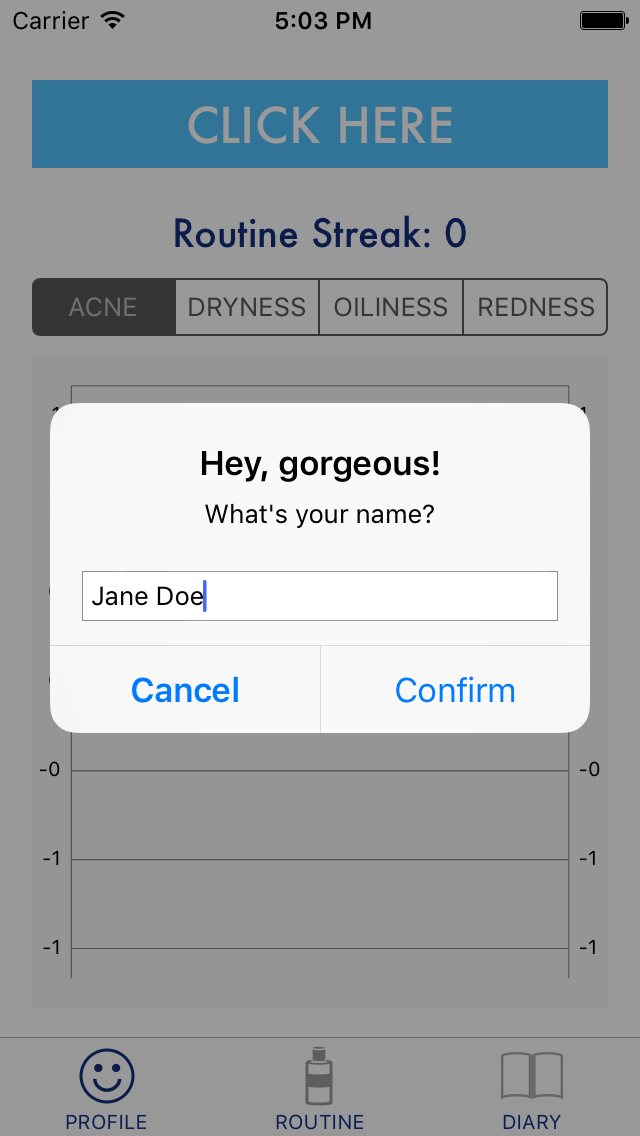 Carrier 5:03 PM
CLICK HERE
Routine Streak: 0
ACNE DRYNESS OILINESS REDNESS
Hey, gorgeous!
What's your name?
Jane Doe
Cancel Confirm
-0 -0
-1 -1
-1 -1
PROFILE ROUTINE DIARY